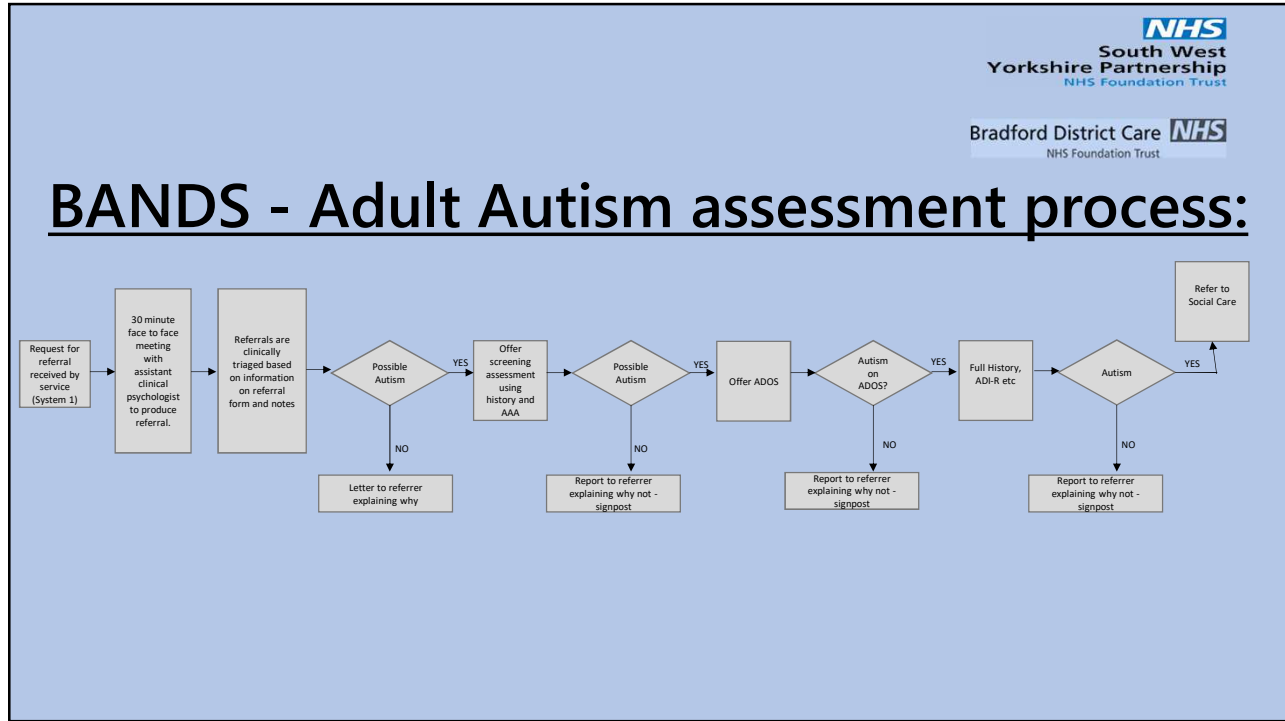 NHS
South West
Yorkshire Partnership
NHS Foundation Trust
Bradford District Care NHS
NHS Foundation Trust
BANDS - Adult Autism assessment process:
Request for
referral
received by
service
(System 1)
30 minute
face to face
meeting
with
assistant
clinical
psychologist
to produce
referral.
Referrals are
clinically
triaged based
on information
on referral
form and notes
Possible
Autism
YES
NO
Letter to referrer
explaining why
Offer
screening
assessment
using
history and
AAA
Possible
Autism
YES
NO
Report to referrer
explaining why not -
signpost
Offer ADOS
Autism
on
ADOS?
YES
NO
Report to referrer
explaining why not -
signpost
Full History,
ADI-R etc
Autism
YES
NO
Report to referrer
explaining why not -
signpost
Refer to
Social Care